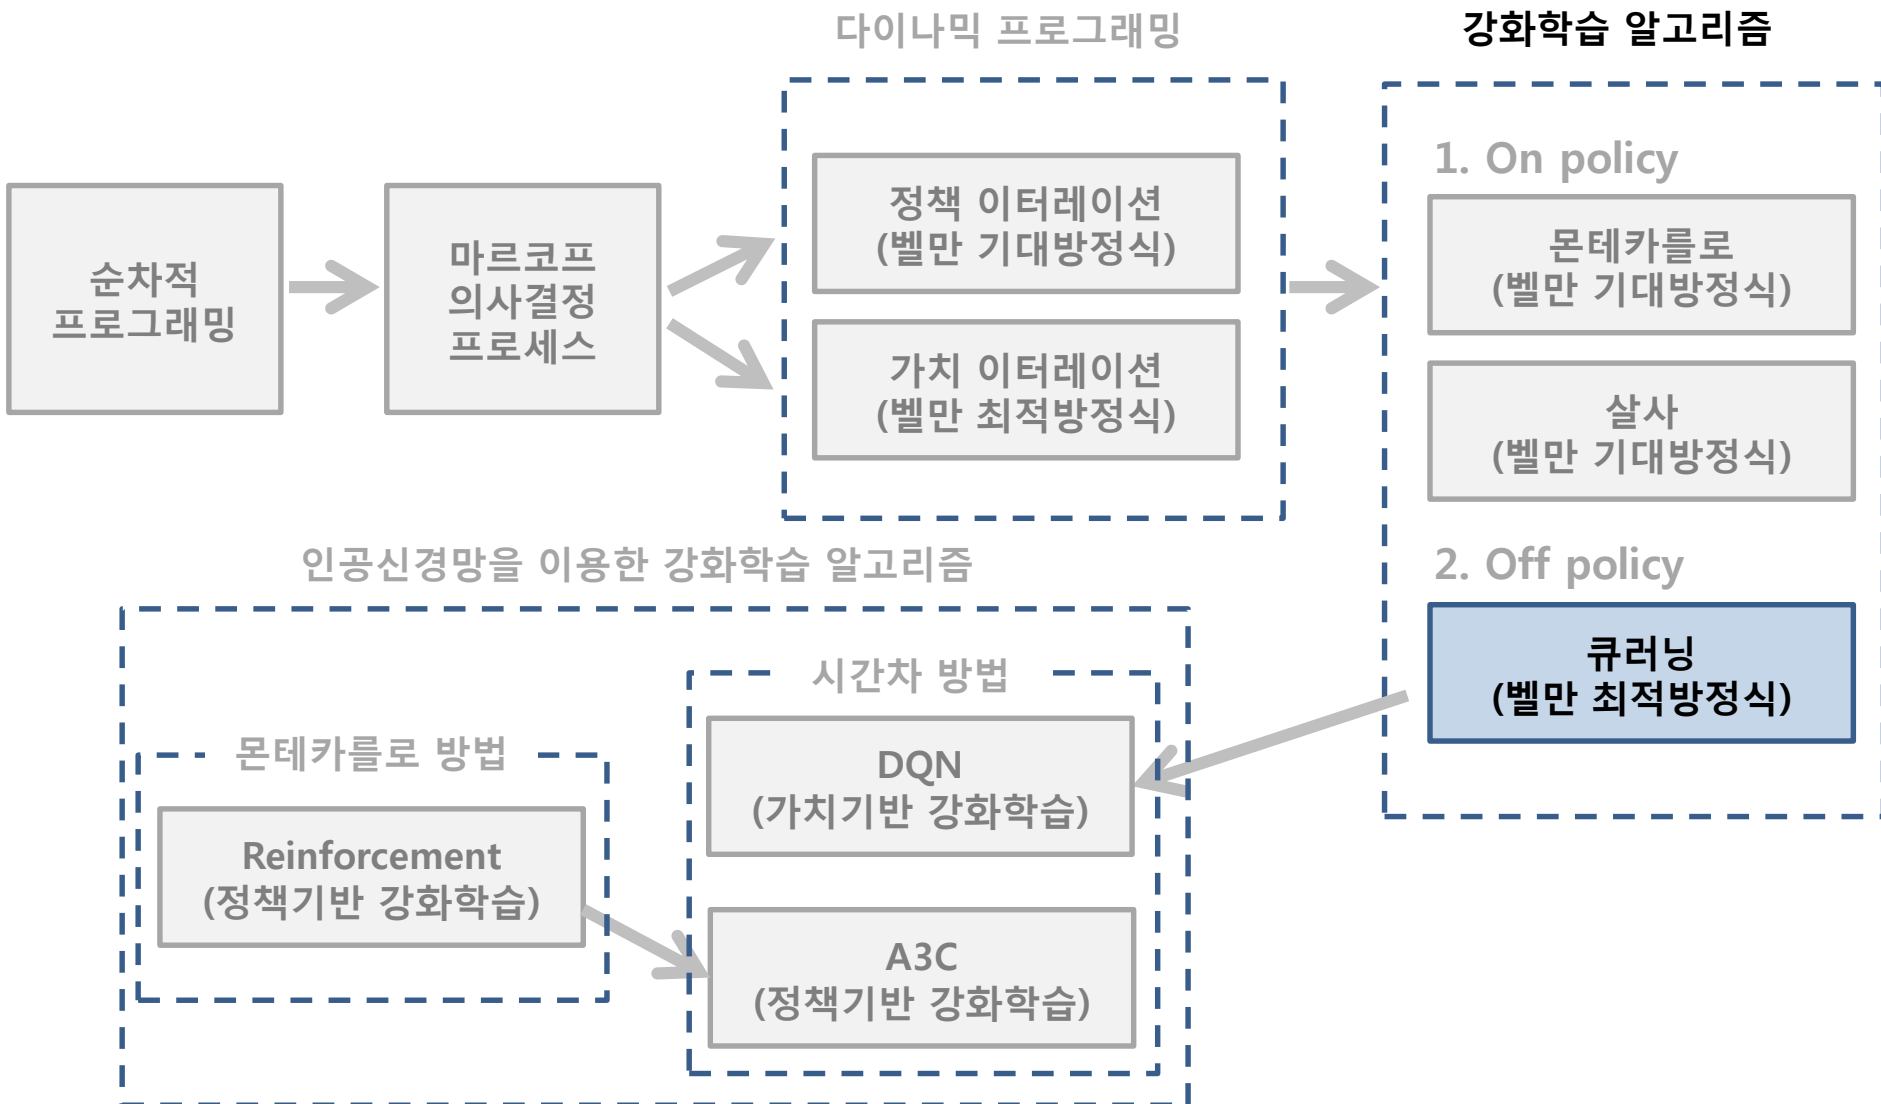 다이나믹 프로그래밍
강화학습 알고리즘
순차적
프로그래밍
마르코프
의사결정
프로세스
정책 이터레이션
(벨만 기대방정식)
가치 이터레이션
(벨만 최적방정식)
1. On policy
몬테카를로
(벨만 기대방정식)
살사
(벨만 기대방정식)
2. Off policy
큐러닝
(벨만 최적방정식)
인공신경망을 이용한 강화학습 알고리즘
몬테카를로 방법
Reinforcement
(정책기반 강화학습)
시간차 방법
DQN
(가치기반 강화학습)
A3C
(정책기반 강화학습)